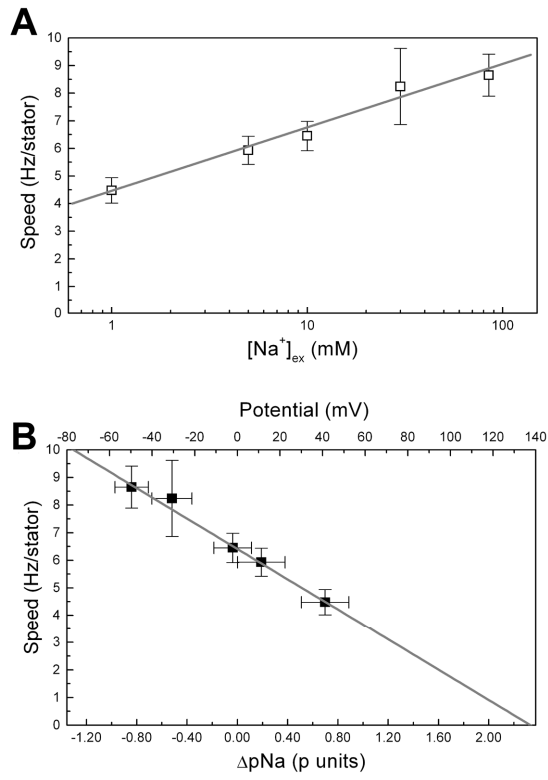 A
10
9
8
7
6
5
4
3
2
1
0
Speed (Hz/stator)
1 10 100
[Na⁺]ₑₓ (mM)
B
Potential (mV)
-80 -60 -40 -20 0 20 40 60 80 100 120 140
10
9
8
7
6
5
4
3
2
1
0
Speed (Hz/stator)
-1.20 -0.80 -0.40 0.00 0.40 0.80 1.20 1.60 2.00
ΔpNa (p units)